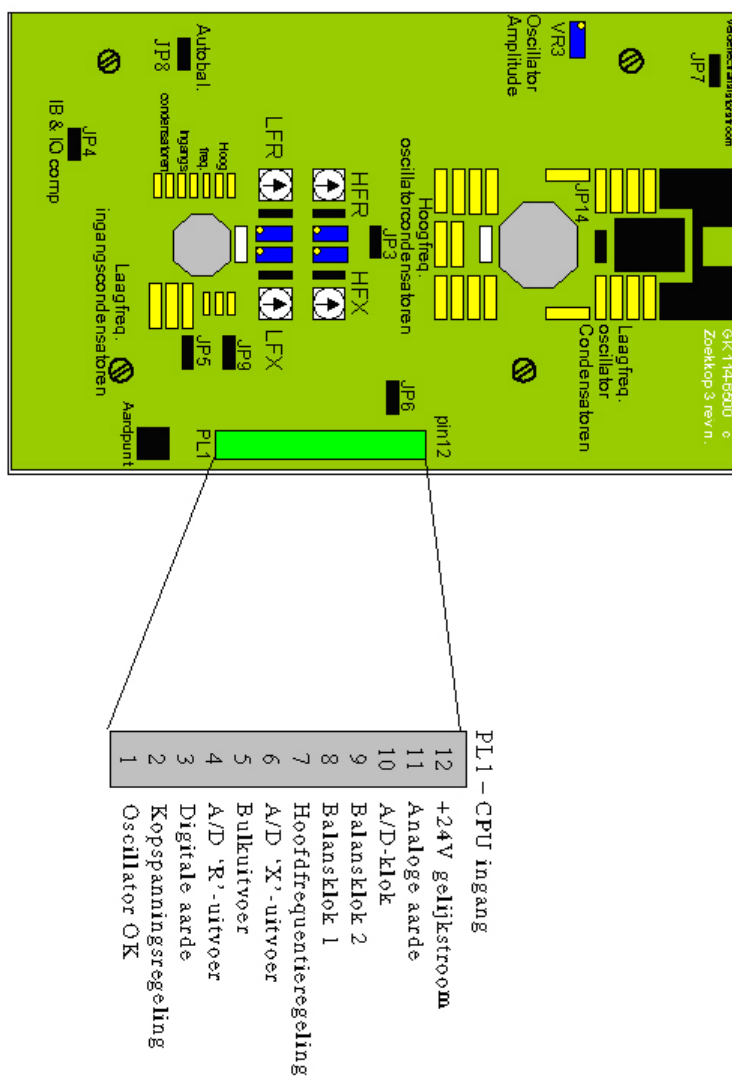 JP7
VR3
Oscillator
Amplitude
Autobal.
JP8
JP4
IB & IQ comp
Hoog
freq.
ingangs
condensatoren
LFR
HFR
JP3
HFX
LFX
Hoogfreq.
oscillatorcondensatoren
JP14
Laagfreq.
oscillator
Condensatoren
Zoekkop 3 rev n.
Laagfreq.
ingangscondensatoren
JP5
JP9
JP6
Aardpunt
PL1
pin12
PL1 – CPU ingang
12 +24V gelijkstroom
11 Analoge aarde
10 A/D-klok
9 Balansklok 2
8 Balansklok 1
7 Hoofdfrequentieregeling
6 A/D ‘X’-uitvoer
5 Bulkuitvoer
4 A/D ‘R’-uitvoer
3 Digitale aarde
2 Kopspanningsregeling
1 Oscillator OK